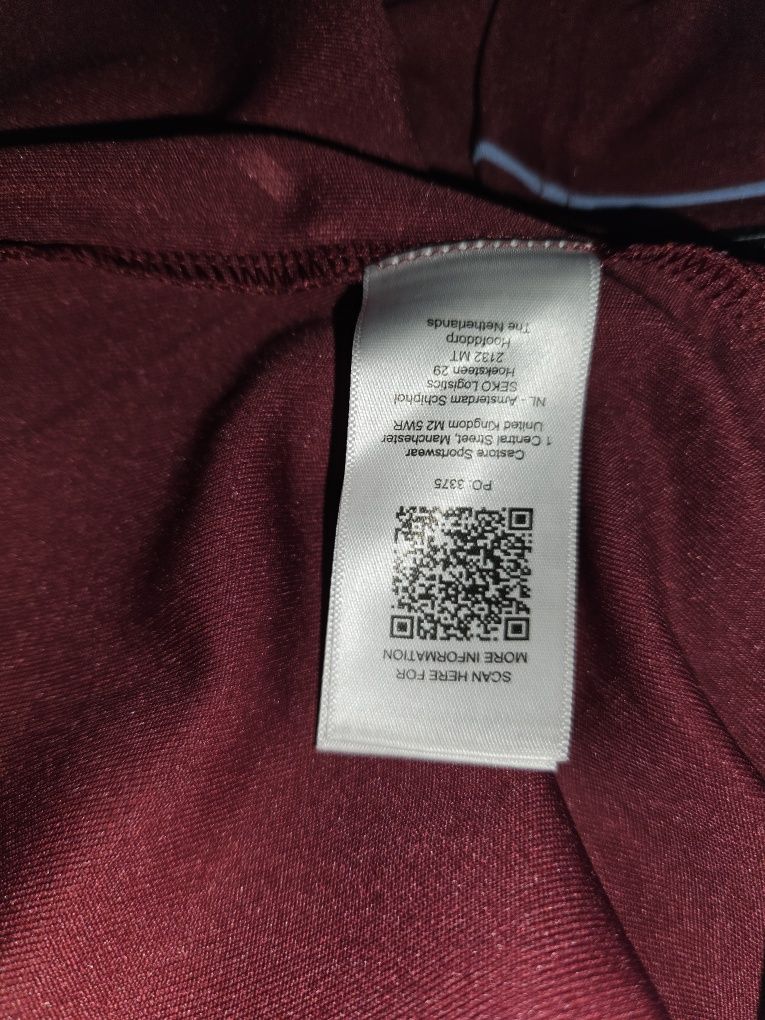 SCAN HERE FOR
MORE INFORMATION
PO: 3375
Castore Sportswear
1 Central Street, Manchester
United Kingdom M2 5WR
NL - Amsterdam Schiphol
SEKO Logistics
Hoeksteen 29
2132 MT
Hoofddorp
The Netherlands